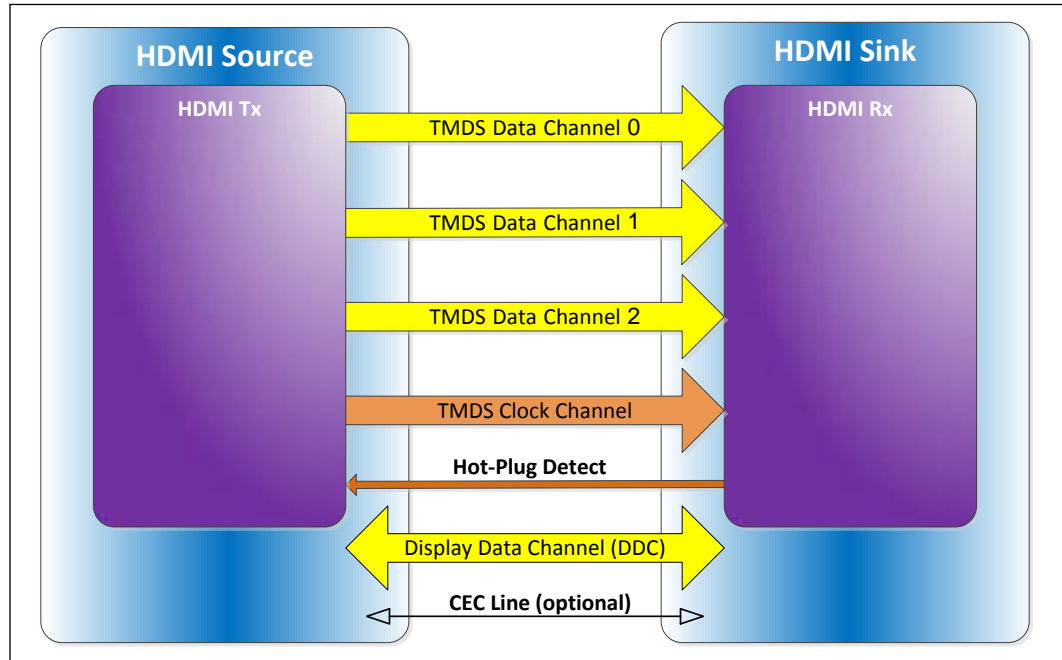 HDMI Source
HDMI Sink
HDMI Tx
HDMI Rx
TMDS Data Channel 0
TMDS Data Channel 1
TMDS Data Channel 2
TMDS Clock Channel
Hot-Plug Detect
Display Data Channel (DDC)
CEC Line (optional)